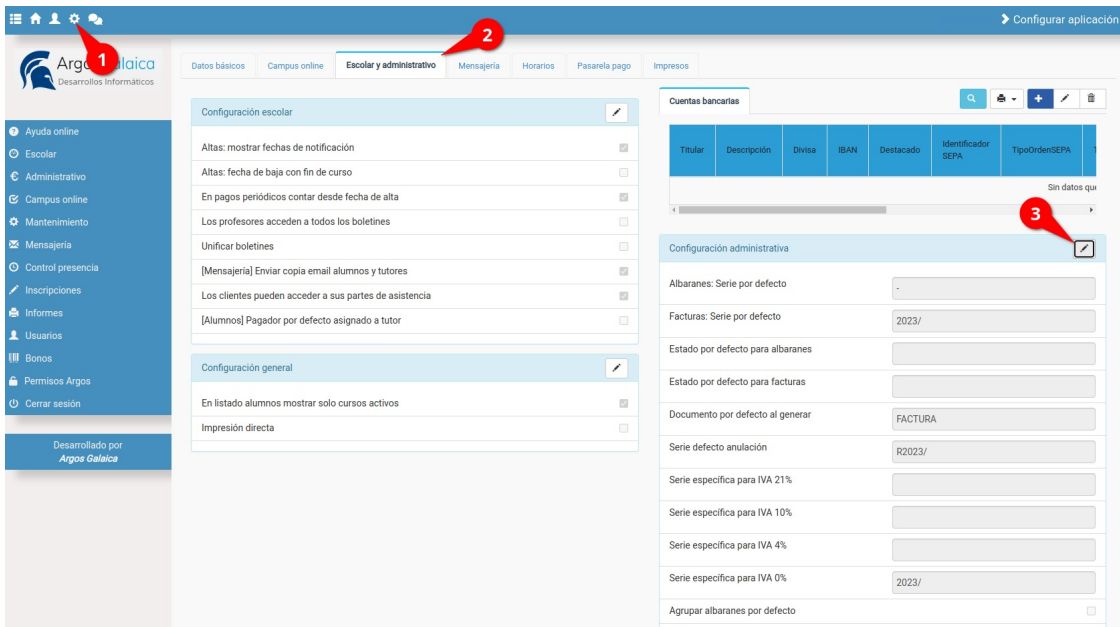 Configurar aplicación
1
2
3
Argos Galaica
Desarrollos Informáticos
Ayuda online
Escolar
Administrativo
Campus online
Mantenimiento
Mensajería
Control presencia
Inscripciones
Informes
Usuarios
Bonos
Permisos Argos
Cerrar sesión
Desarrollado por
Argos Galaica
Datos básicos
Campus online
Escolar y administrativo
Mensajería
Horarios
Pasarela pago
Impresos
Configuración escolar
Altas: mostrar fechas de notificación
Altas: fecha de baja con fin de curso
En pagos periódicos contar desde fecha de alta
Los profesores acceden a todos los boletines
Unificar boletines
[Mensajería] Enviar copia email alumnos y tutores
Los clientes pueden acceder a sus partes de asistencia
[Alumnos] Pagador por defecto asignado a tutor
Configuración general
En listado alumnos mostrar solo cursos activos
Impresión directa
Cuentas bancarias
Titular Descripción Divisa IBAN Destacado Identificador SEPA TipoOrdenSEPA
Sin datos que
Configuración administrativa
Albaranes: Serie por defecto -
Facturas: Serie por defecto 2023/
Estado por defecto para albaranes
Estado por defecto para facturas
Documento por defecto al generar FACTURA
Serie defecto anulación R2023/
Serie específica para IVA 21%
Serie específica para IVA 10%
Serie específica para IVA 4%
Serie específica para IVA 0% 2023/
Agrupar albaranes por defecto